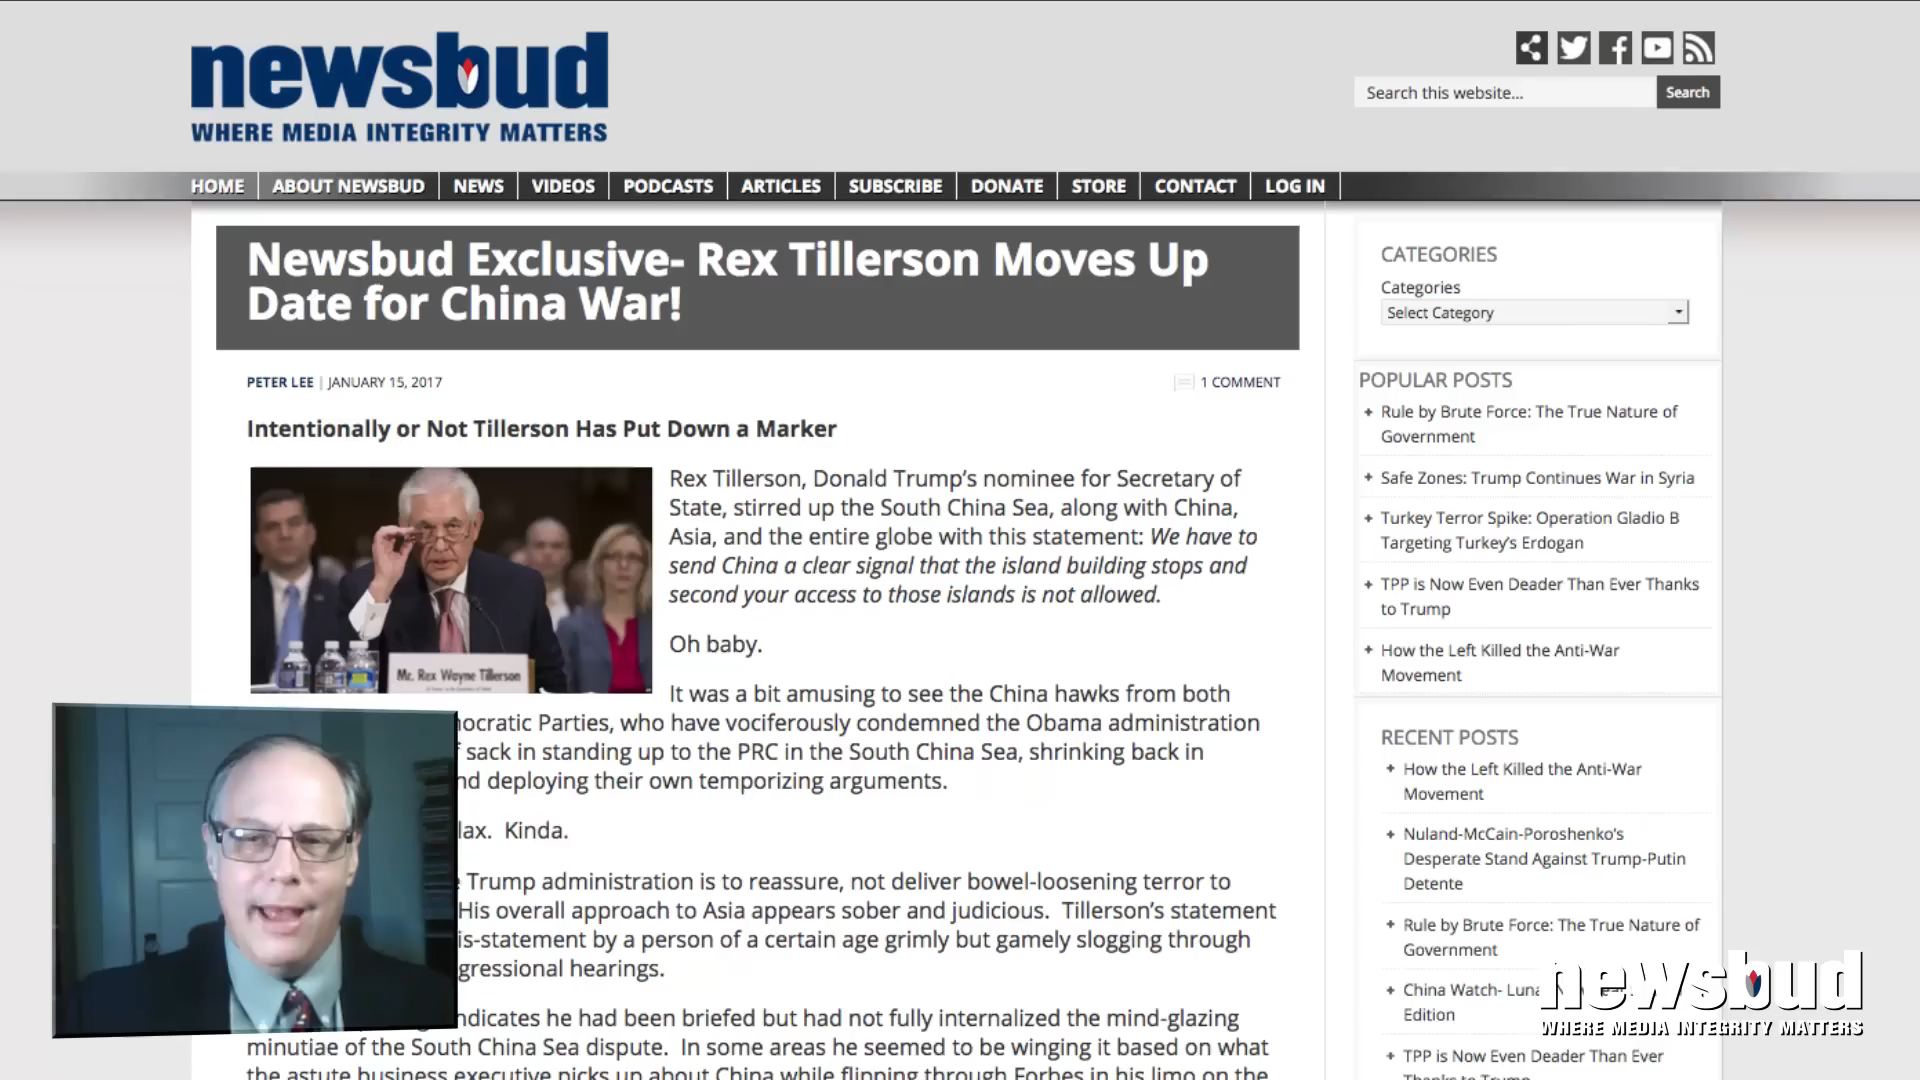 newsbud
WHERE MEDIA INTEGRITY MATTERS
Search this website...
Search
HOME
ABOUT NEWSBUD
NEWS
VIDEOS
PODCASTS
ARTICLES
SUBSCRIBE
DONATE
STORE
CONTACT
LOG IN
Newsbud Exclusive- Rex Tillerson Moves Up
Date for China War!
PETER LEE | JANUARY 15, 2017
1 COMMENT
Intentionally or Not Tillerson Has Put Down a Marker
Mr. Rex Wayne Tillerson
Rex Tillerson, Donald Trump's nominee for Secretary of
State, stirred up the South China Sea, along with China,
Asia, and the entire globe with this statement: We have to
send China a clear signal that the island building stops and
second your access to those islands is not allowed.
Oh baby.
It was a bit amusing to see the China hawks from both
ocratic Parties, who have vociferously condemned the Obama administration
sack in standing up to the PRC in the South China Sea, shrinking back in
nd deploying their own temporizing arguments.
lax. Kinda.
Trump administration is to reassure, not deliver bowel-loosening terror to
His overall approach to Asia appears sober and judicious. Tillerson's statement
is-statement by a person of a certain age grimly but gamely slogging through
gressional hearings.
ndicates he had been briefed but had not fully internalized the mind-glazing
minutiae of the South China Sea dispute. In some areas he seemed to be winging it based on what
the astute business executive picks up about China while flipping through Forbes in his limo on the
CATEGORIES
Categories
Select Category
POPULAR POSTS
Rule by Brute Force: The True Nature of
Government
Safe Zones: Trump Continues War in Syria
Turkey Terror Spike: Operation Gladio B
Targeting Turkey's Erdogan
TPP is Now Even Deader Than Ever Thanks
to Trump
How the Left Killed the Anti-War
Movement
RECENT POSTS
How the Left Killed the Anti-War
Movement
Nuland-McCain-Poroshenko's
Desperate Stand Against Trump-Putin
Detente
Rule by Brute Force: The True Nature of
Government
China Watch- Luna
Edition
TPP is Now Even Deader Than Ever
Thanks to Trump
newsbud
WHERE MEDIA INTEGRITY MATTERS